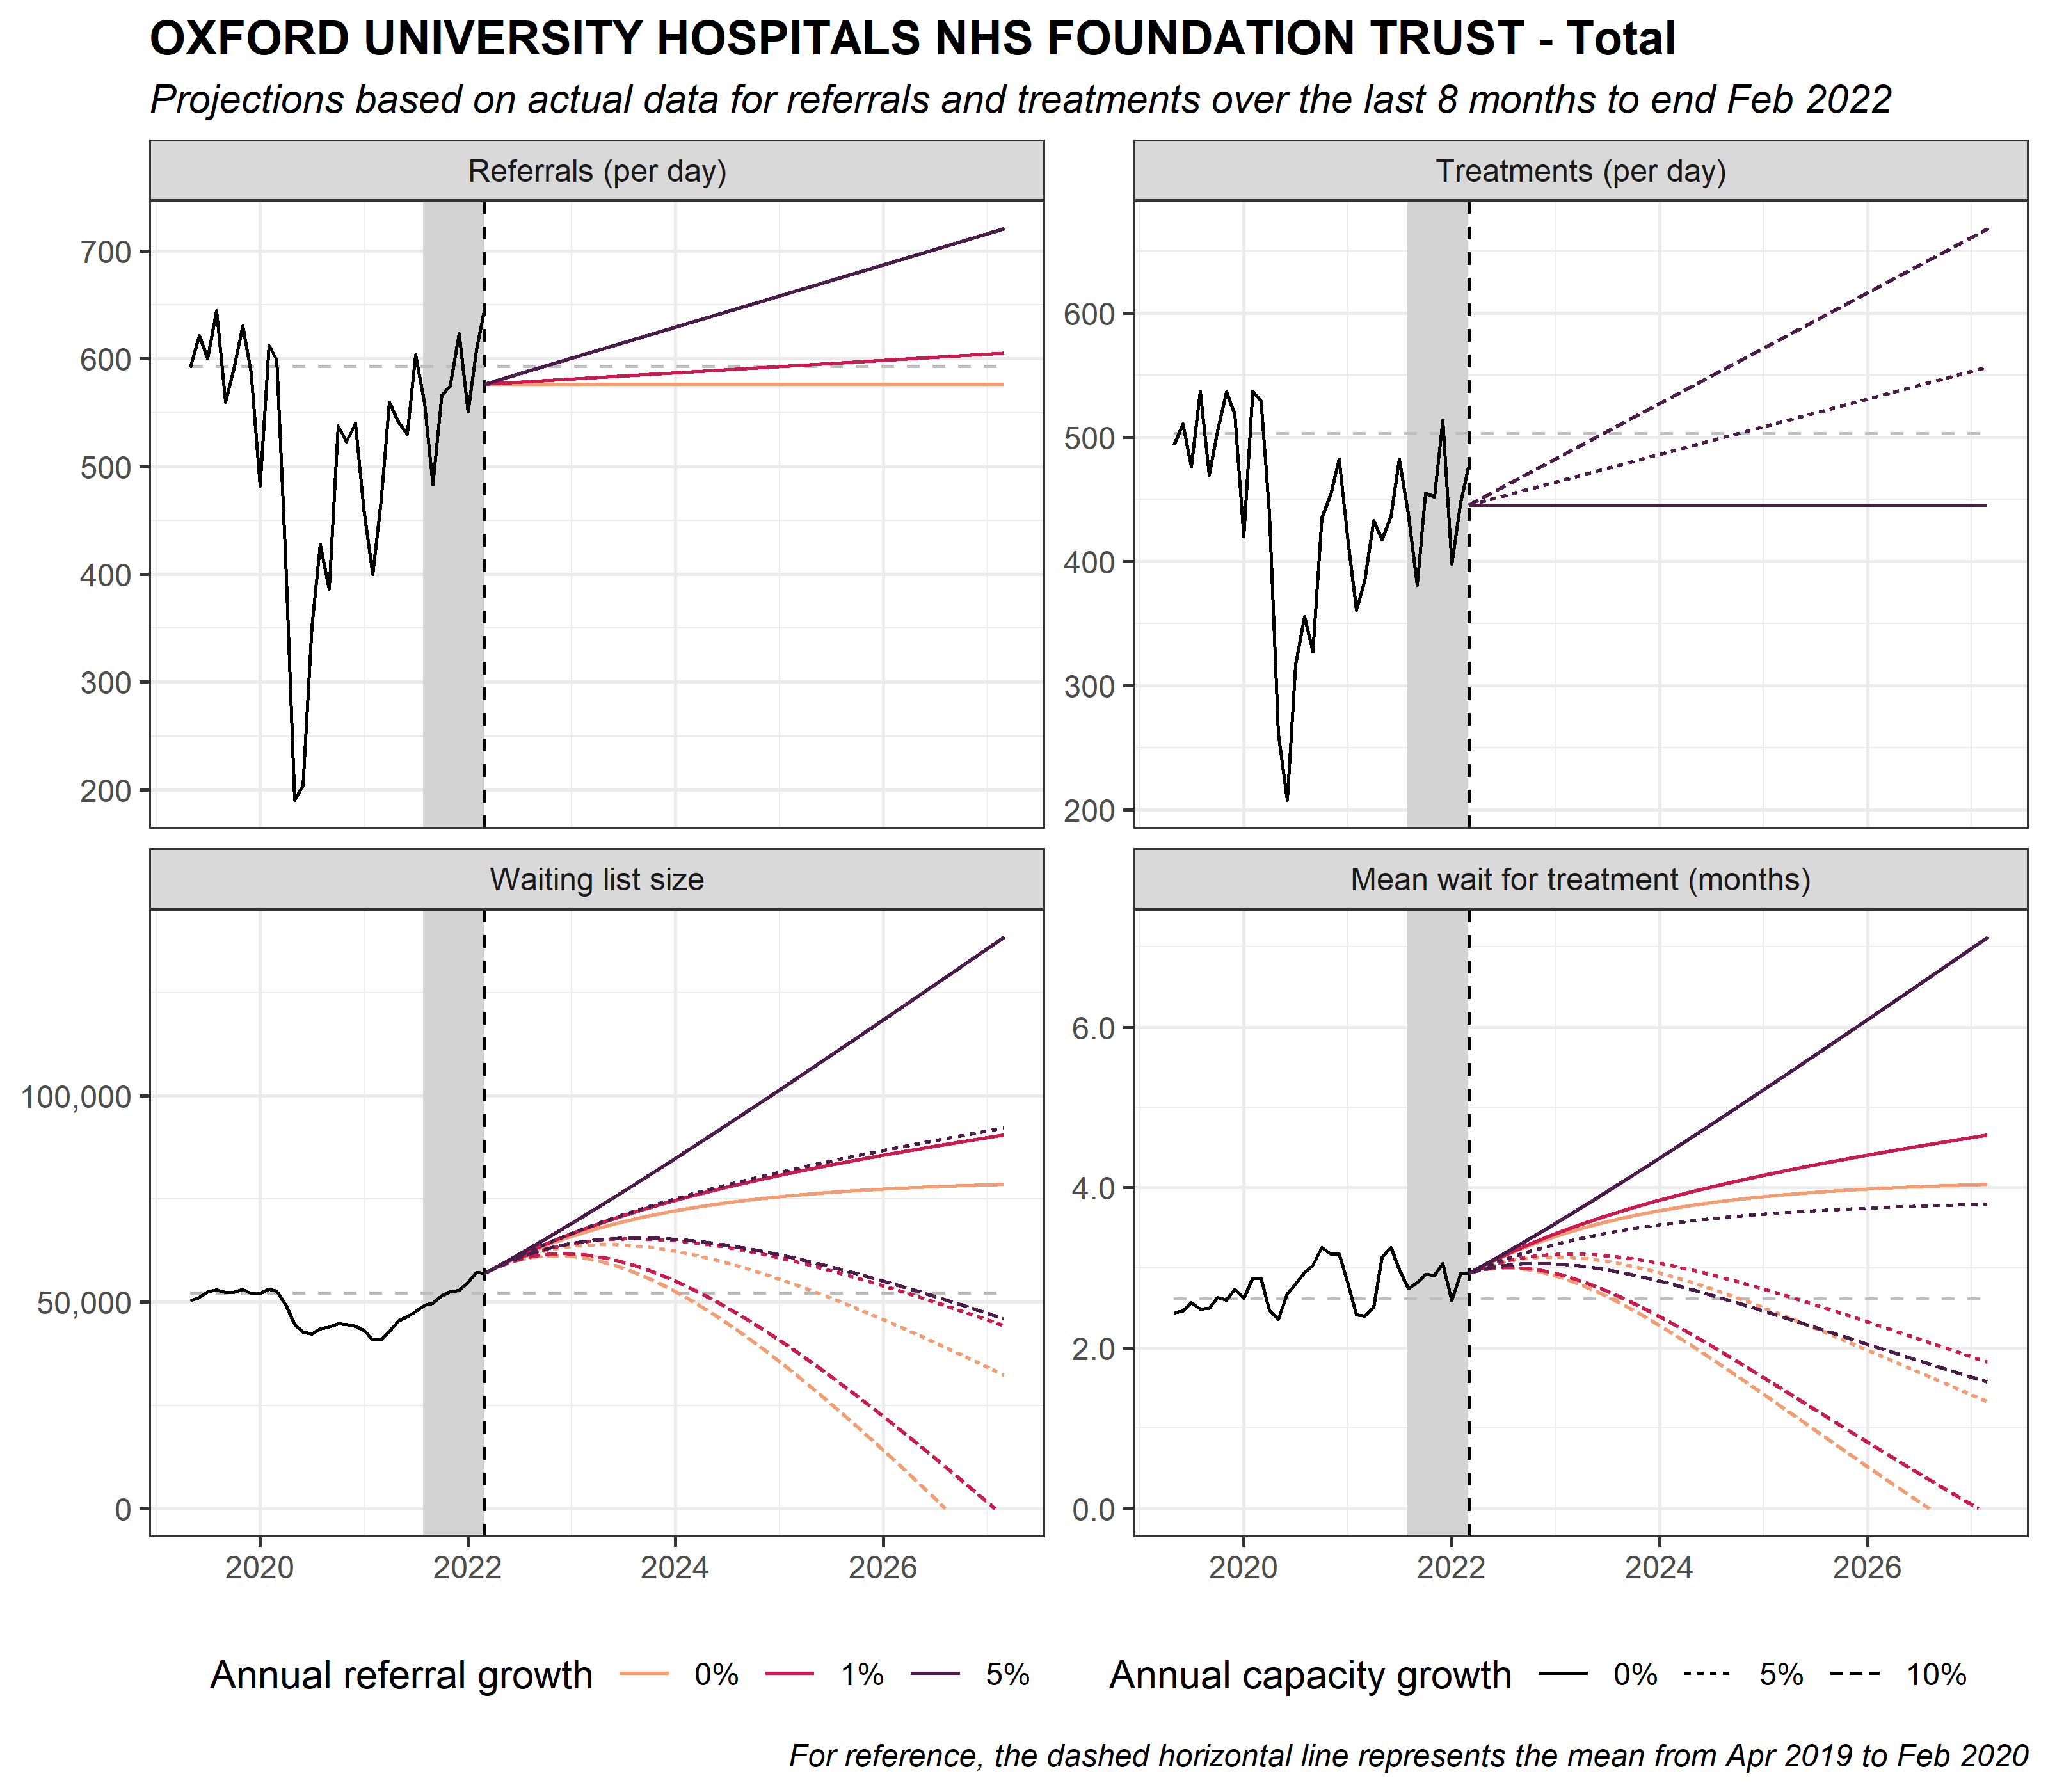 OXFORD UNIVERSITY HOSPITALS NHS FOUNDATION TRUST - Total
Projections based on actual data for referrals and treatments over the last 8 months to end Feb 2022
Referrals (per day)
700
600
500
400
300
200
Treatments (per day)
600
500
400
300
200
Waiting list size
100,000
50,000
0
2020 2022 2024 2026
Mean wait for treatment (months)
6.0
4.0
2.0
0.0
2020 2022 2024 2026
Annual referral growth 0% 1% 5%
Annual capacity growth 0% 5% 10%
For reference, the dashed horizontal line represents the mean from Apr 2019 to Feb 2020